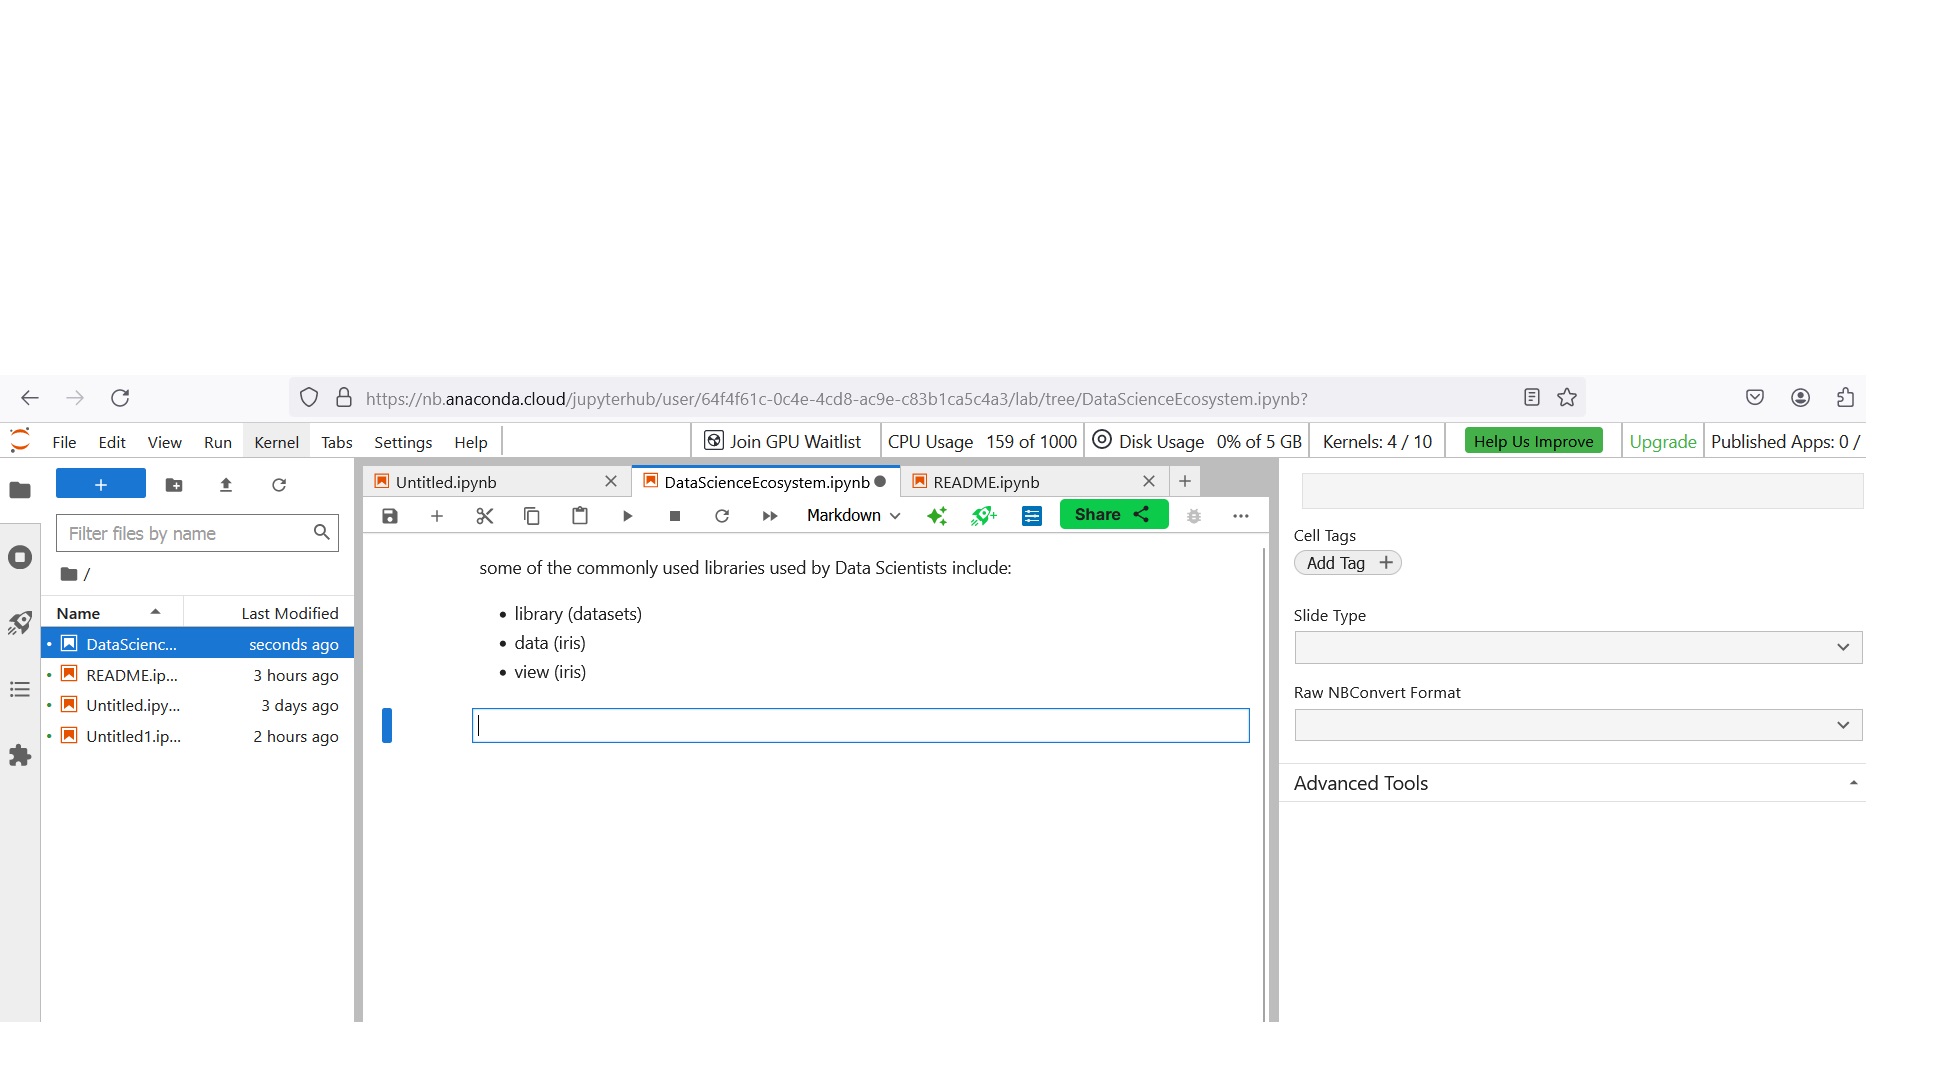 https://nb.anaconda.cloud/jupyterhub/user/64f4f61c-0c4e-4cd8-ac9e-c83b1ca5c4a3/lab/tree/DataScienceEcosystem.ipynb?
File Edit View Run Kernel Tabs Settings Help Join GPU Waitlist CPU Usage 159 of 1000 Disk Usage 0% of 5 GB Kernels: 4 / 10 Help Us Improve Upgrade Published Apps: 0 /
Untitled.ipynb DataScienceEcosystem.ipynb README.ipynb
Markdown Share
Filter files by name
/
Name Last Modified
DataScienc... seconds ago
README.ip... 3 hours ago
Untitled.ipy... 3 days ago
Untitled1.ip... 2 hours ago
some of the commonly used libraries used by Data Scientists include:
• library (datasets)
• data (iris)
• view (iris)
Cell Tags
Add Tag +
Slide Type
Raw NBConvert Format
Advanced Tools